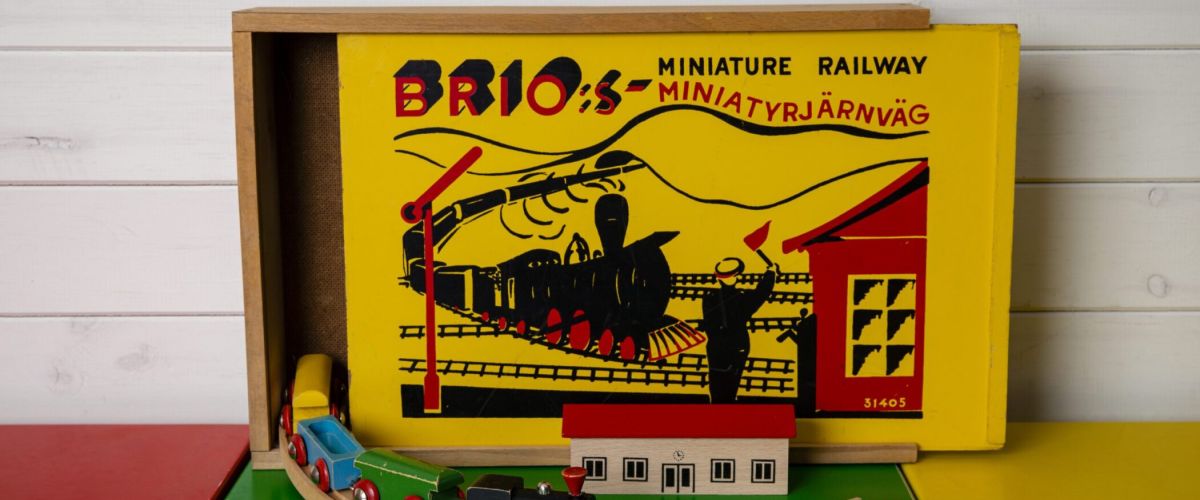 BRIO:s- MINIATURE RAILWAY
MINIATYRJÄRNVÄG
31405